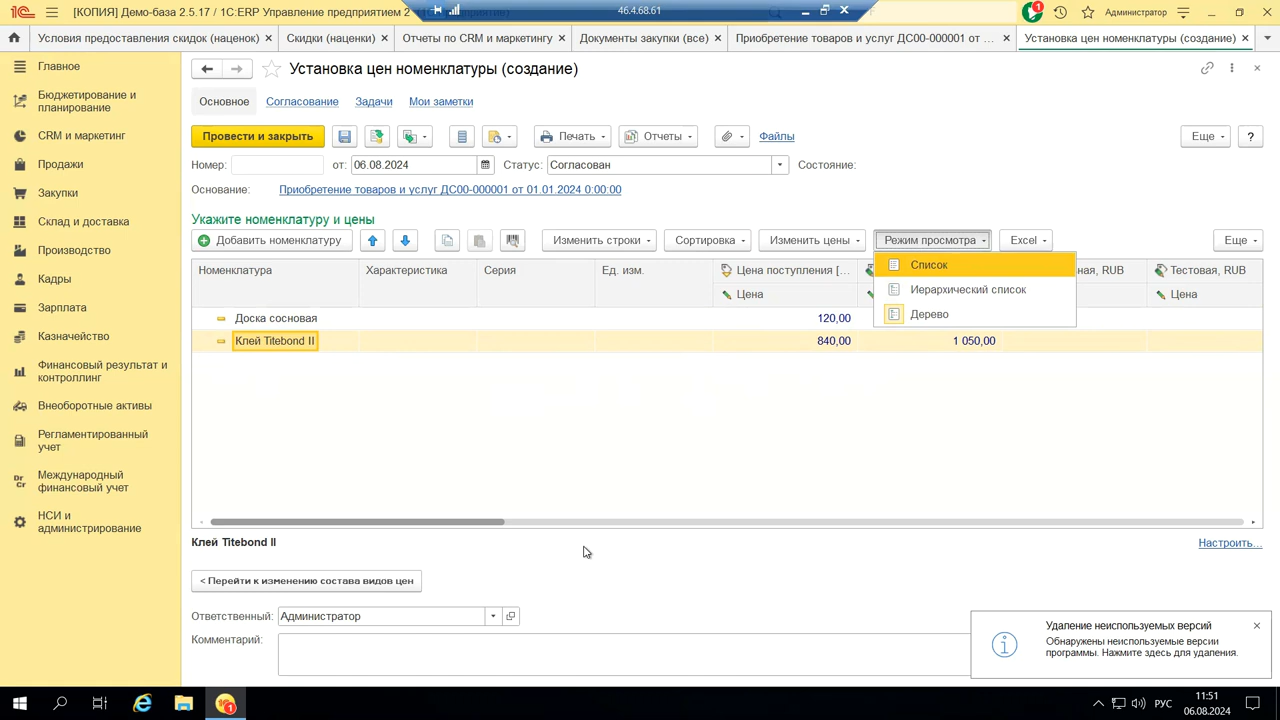 [КОПИЯ] Демо-база 2.5.17 / 1С:ERP Управление предприятием 2
46.4.68.61
Администратор
Условия предоставления скидок (наценок)
Скидки (наценки)
Отчеты по CRM и маркетингу
Документы закупки (все)
Приобретение товаров и услуг ДС00-000001 от ...
Установка цен номенклатуры (создание)
Главное
Бюджетирование и планирование
CRM и маркетинг
Продажи
Закупки
Склад и доставка
Производство
Кадры
Зарплата
Казначейство
Финансовый результат и контроллинг
Внеоборотные активы
Регламентированный учет
Международный финансовый учет
НСИ и администрирование
Установка цен номенклатуры (создание)
Основное Согласование Задачи Мои заметки
Провести и закрыть Печать Отчеты Файлы Еще ?
Номер: от: 06.08.2024 Статус: Согласован Состояние:
Основание: Приобретение товаров и услуг ДС00-000001 от 01.01.2024 0:00:00
Укажите номенклатуру и цены
Добавить номенклатуру Изменить строки Сортировка Изменить цены Режим просмотра Excel Еще
Список
Иерархический список
Дерево
Номенклатура Характеристика Серия Ед. изм. Цена поступления [... ная, RUB Тестовая, RUB
Цена Цена
Доска сосновая 120,00
Клей Titebond II 840,00 1 050,00
Клей Titebond II Настроить...
< Перейти к изменению состава видов цен
Ответственный: Администратор
Комментарий:
Удаление неиспользуемых версий
Обнаружены неиспользуемые версии
программы. Нажмите здесь для удаления.
РУС
11:51
06.08.2024